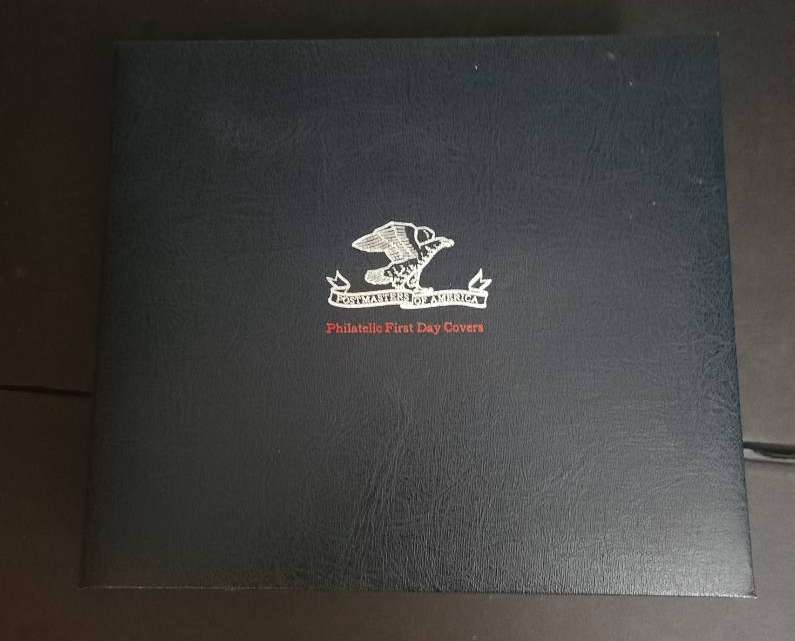 POSTMASTERS OF AMERICA
Philatelic First Day Covers